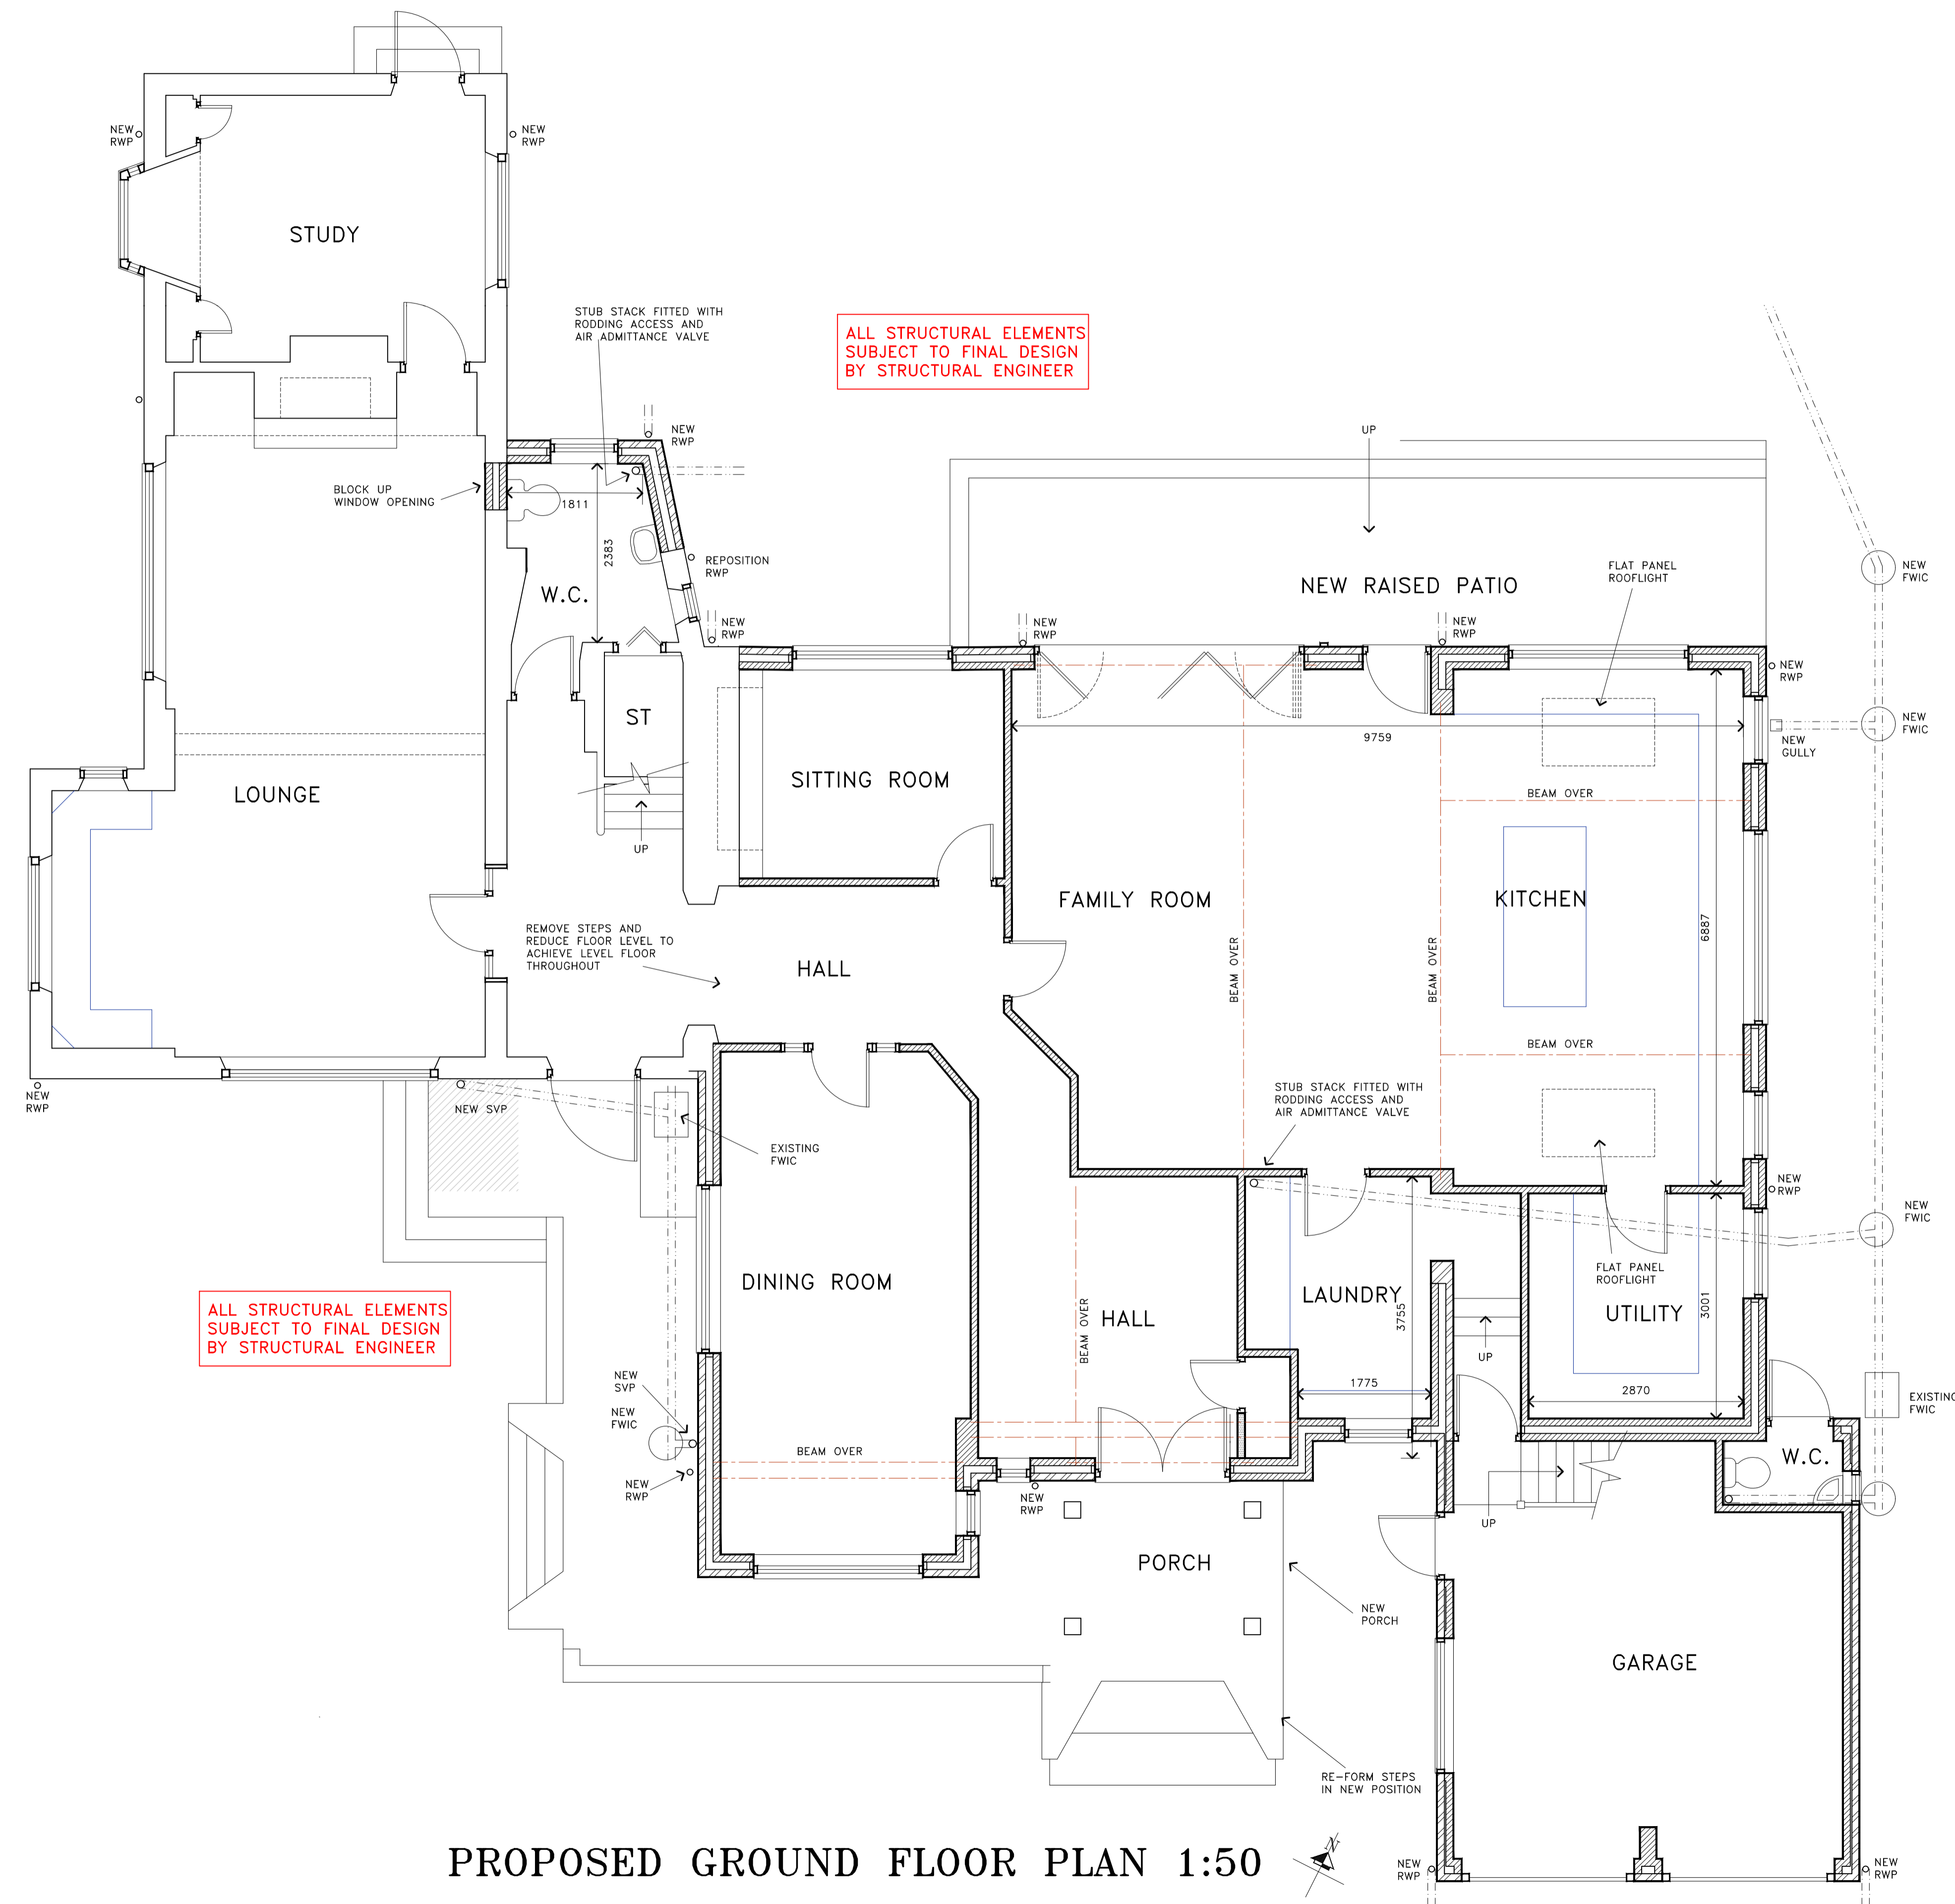 NEW
RWP
NEW
RWP
STUDY
STUB STACK FITTED WITH
RODDING ACCESS AND
AIR ADMITTANCE VALVE
ALL STRUCTURAL ELEMENTS
SUBJECT TO FINAL DESIGN
BY STRUCTURAL ENGINEER
NEW
RWP
UP
BLOCK UP
WINDOW OPENING
1811
2383
REPOSITION
RWP
W.C.
NEW RAISED PATIO
FLAT PANEL
ROOFLIGHT
NEW
FWIC
NEW
RWP
NEW
RWP
NEW
RWP
NEW
RWP
ST
9759
NEW
FWIC
NEW
GULLY
SITTING ROOM
LOUNGE
BEAM OVER
UP
FAMILY ROOM
KITCHEN
6887
REMOVE STEPS AND
REDUCE FLOOR LEVEL TO
ACHIEVE LEVEL FLOOR
THROUGHOUT
HALL
BEAM OVER
BEAM OVER
BEAM OVER
NEW
RWP
NEW SVP
STUB STACK FITTED WITH
RODDING ACCESS AND
AIR ADMITTANCE VALVE
EXISTING
FWIC
NEW
RWP
NEW
FWIC
DINING ROOM
FLAT PANEL
ROOFLIGHT
LAUNDRY
3755
UTILITY
3001
HALL
BEAM OVER
ALL STRUCTURAL ELEMENTS
SUBJECT TO FINAL DESIGN
BY STRUCTURAL ENGINEER
UP
NEW
SVP
1775
2870
EXISTING
FWIC
NEW
FWIC
BEAM OVER
W.C.
NEW
RWP
NEW
RWP
UP
PORCH
NEW
PORCH
GARAGE
RE-FORM STEPS
IN NEW POSITION
PROPOSED GROUND FLOOR PLAN 1:50
N
NEW
RWP
NEW
RWP